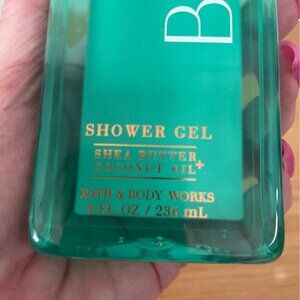 B
SHOWER GEL
SHEA BUTTER +
COCONUT OIL
BATH & BODY WORKS
8 FL OZ / 236 mL